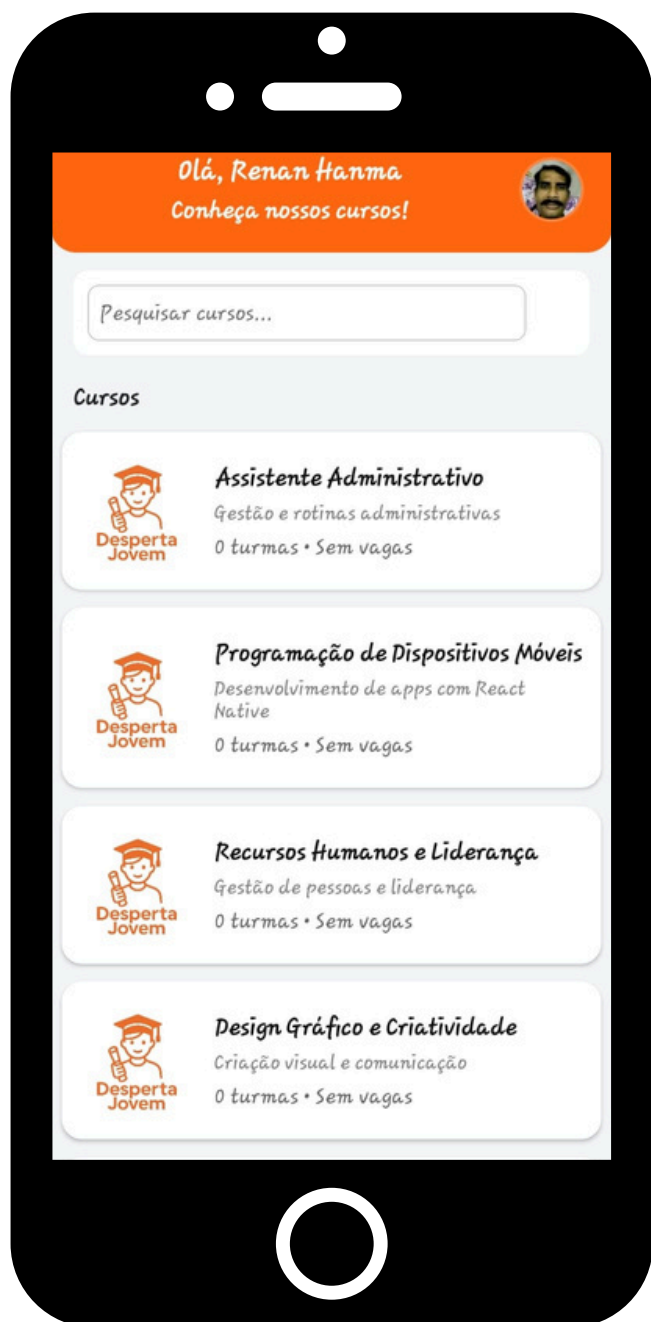 Olá, Renan Hanma
Conheça nossos cursos!
Pesquisar cursos...
Cursos
Desperta
Jovem
Assistente Administrativo
Gestão e rotinas administrativas
0 turmas • Sem vagas
Desperta
Jovem
Programação de Dispositivos Móveis
Desenvolvimento de apps com React
Native
0 turmas • Sem vagas
Desperta
Jovem
Recursos Humanos e Liderança
Gestão de pessoas e liderança
0 turmas • Sem vagas
Desperta
Jovem
Design Gráfico e Criatividade
Criação visual e comunicação
0 turmas • Sem vagas